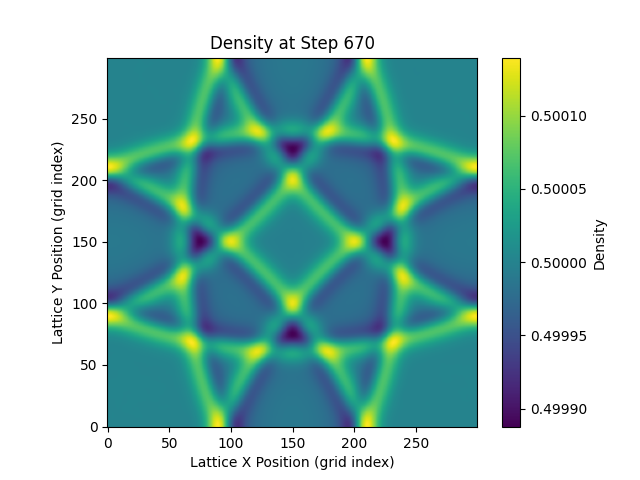 Density at Step 670
250
200
150
100
50
0
Lattice Y Position (grid index)
0 50 100 150 200 250
Lattice X Position (grid index)
0.50010
0.50005
0.50000
0.49995
0.49990
Density